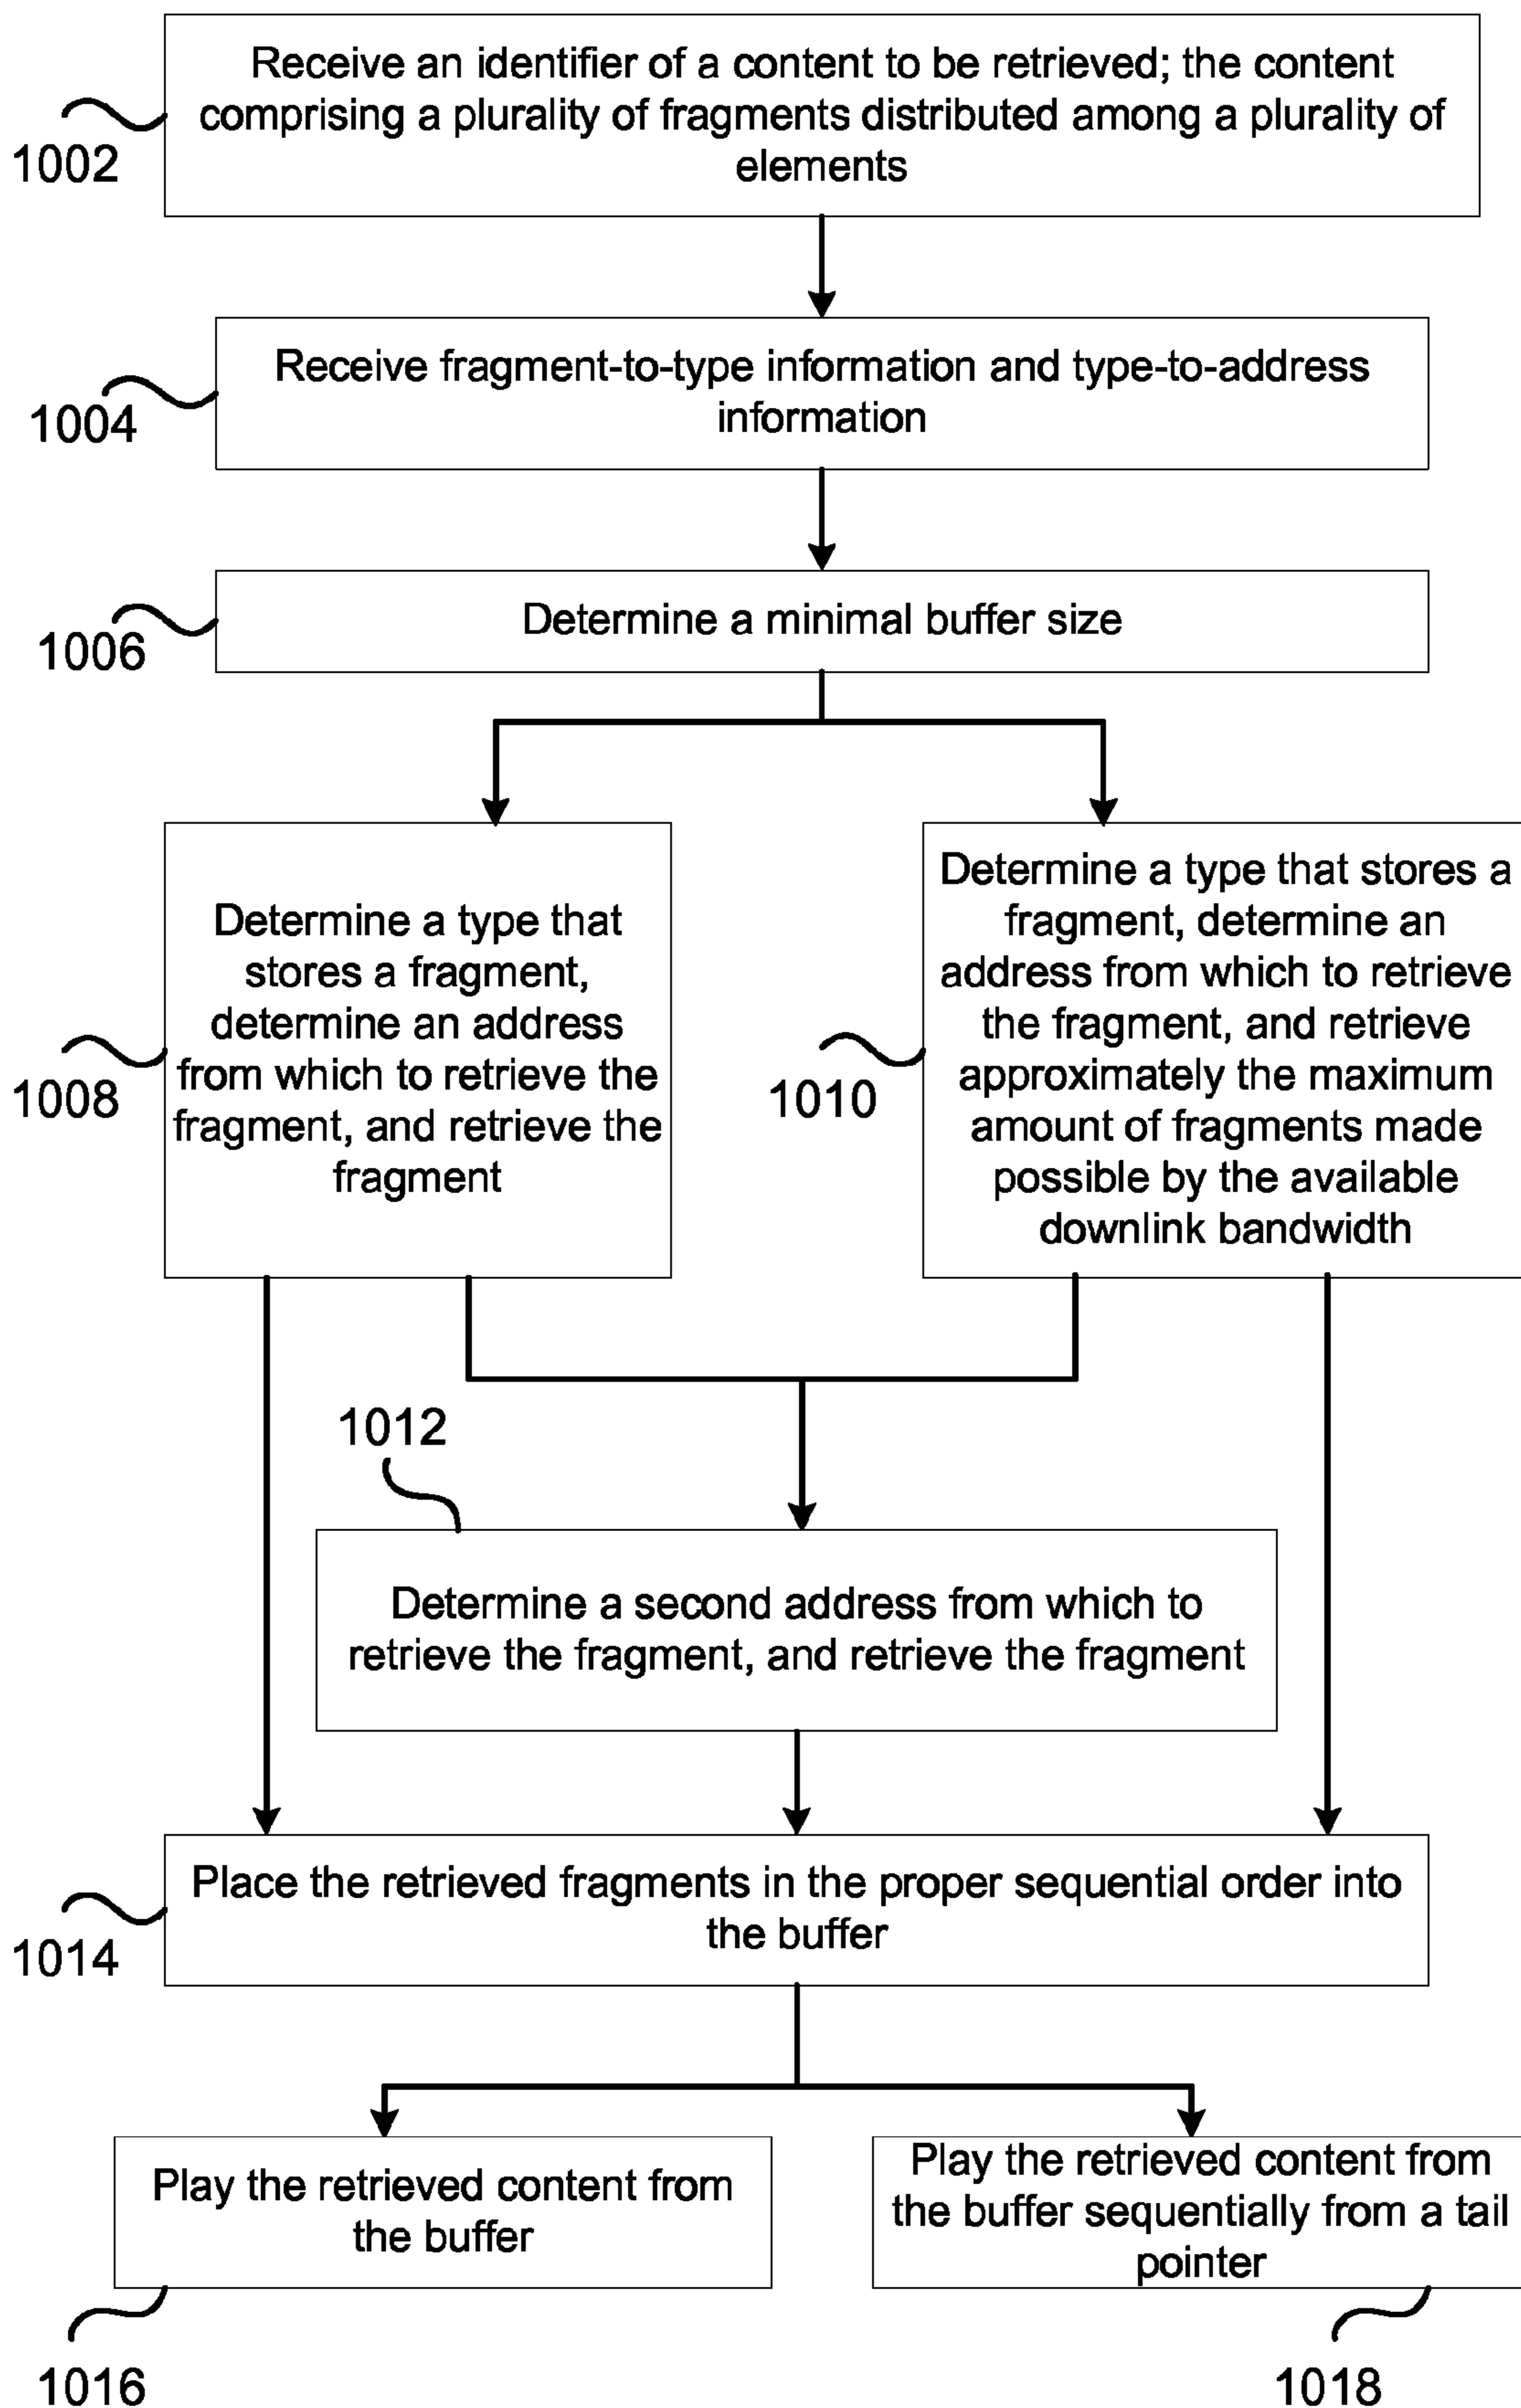 Receive an identifier of a content to be retrieved; the content
comprising a plurality of fragments distributed among a plurality of
elements
1002
Receive fragment-to-type information and type-to-address
information
1004
Determine a minimal buffer size
1006
Determine a type that
stores a fragment,
determine an address
from which to retrieve the
fragment, and retrieve the
fragment
1008
Determine a type that stores a
fragment, determine an
address from which to retrieve
the fragment, and retrieve
approximately the maximum
amount of fragments made
possible by the available
downlink bandwidth
1010
1012
Determine a second address from which to
retrieve the fragment, and retrieve the fragment
Place the retrieved fragments in the proper sequential order into
the buffer
1014
Play the retrieved content from
the buffer
1016
Play the retrieved content from
the buffer sequentially from a tail
pointer
1018